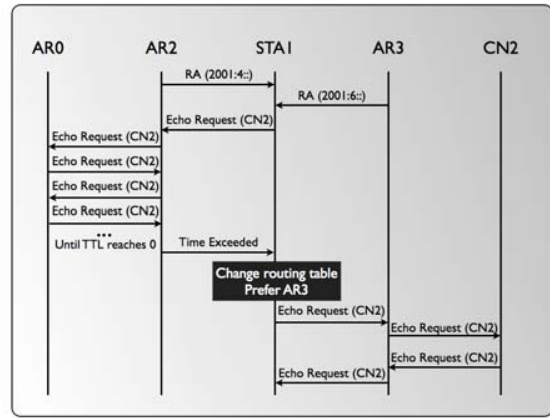 AR0 AR2 STA1 AR3 CN2
RA (2001:4::)
RA (2001:6::)
Echo Request (CN2)
Echo Request (CN2)
Echo Request (CN2)
Echo Request (CN2)
Echo Request (CN2)
...
Until TTL reaches 0
Time Exceeded
Change routing table
Prefer AR3
Echo Request (CN2)
Echo Request (CN2)
Echo Request (CN2)
Echo Request (CN2)